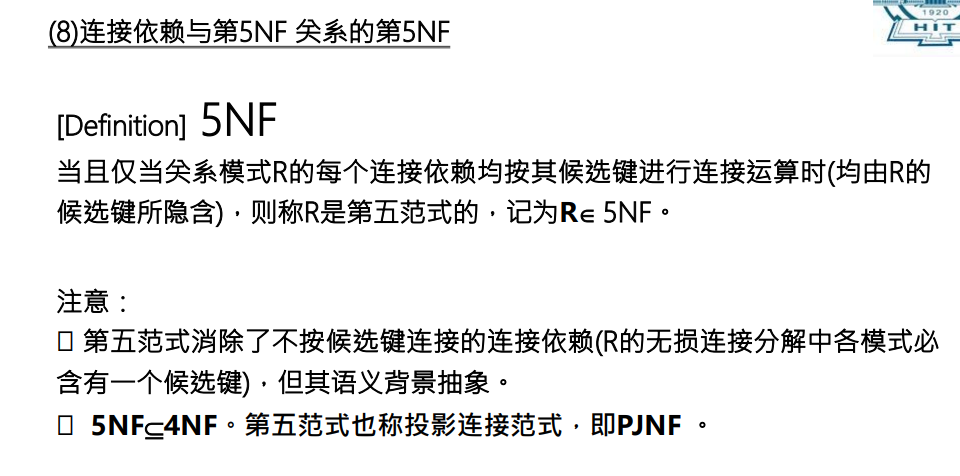 (8)连接依赖与第5NF 关系的第5NF
1920
HIT
[Definition] 5NF
当且仅当关系模式R的每个连接依赖均按其候选键进行连接运算时(均由R的
候选键所隐含)，则称R是第五范式的，记为R∈ 5NF。
注意：
□ 第五范式消除了不按候选键连接的连接依赖(R的无损连接分解中各模式必
含有一个候选键)，但其语义背景抽象。
□ 5NF⊆4NF。第五范式也称投影连接范式，即PJNF 。